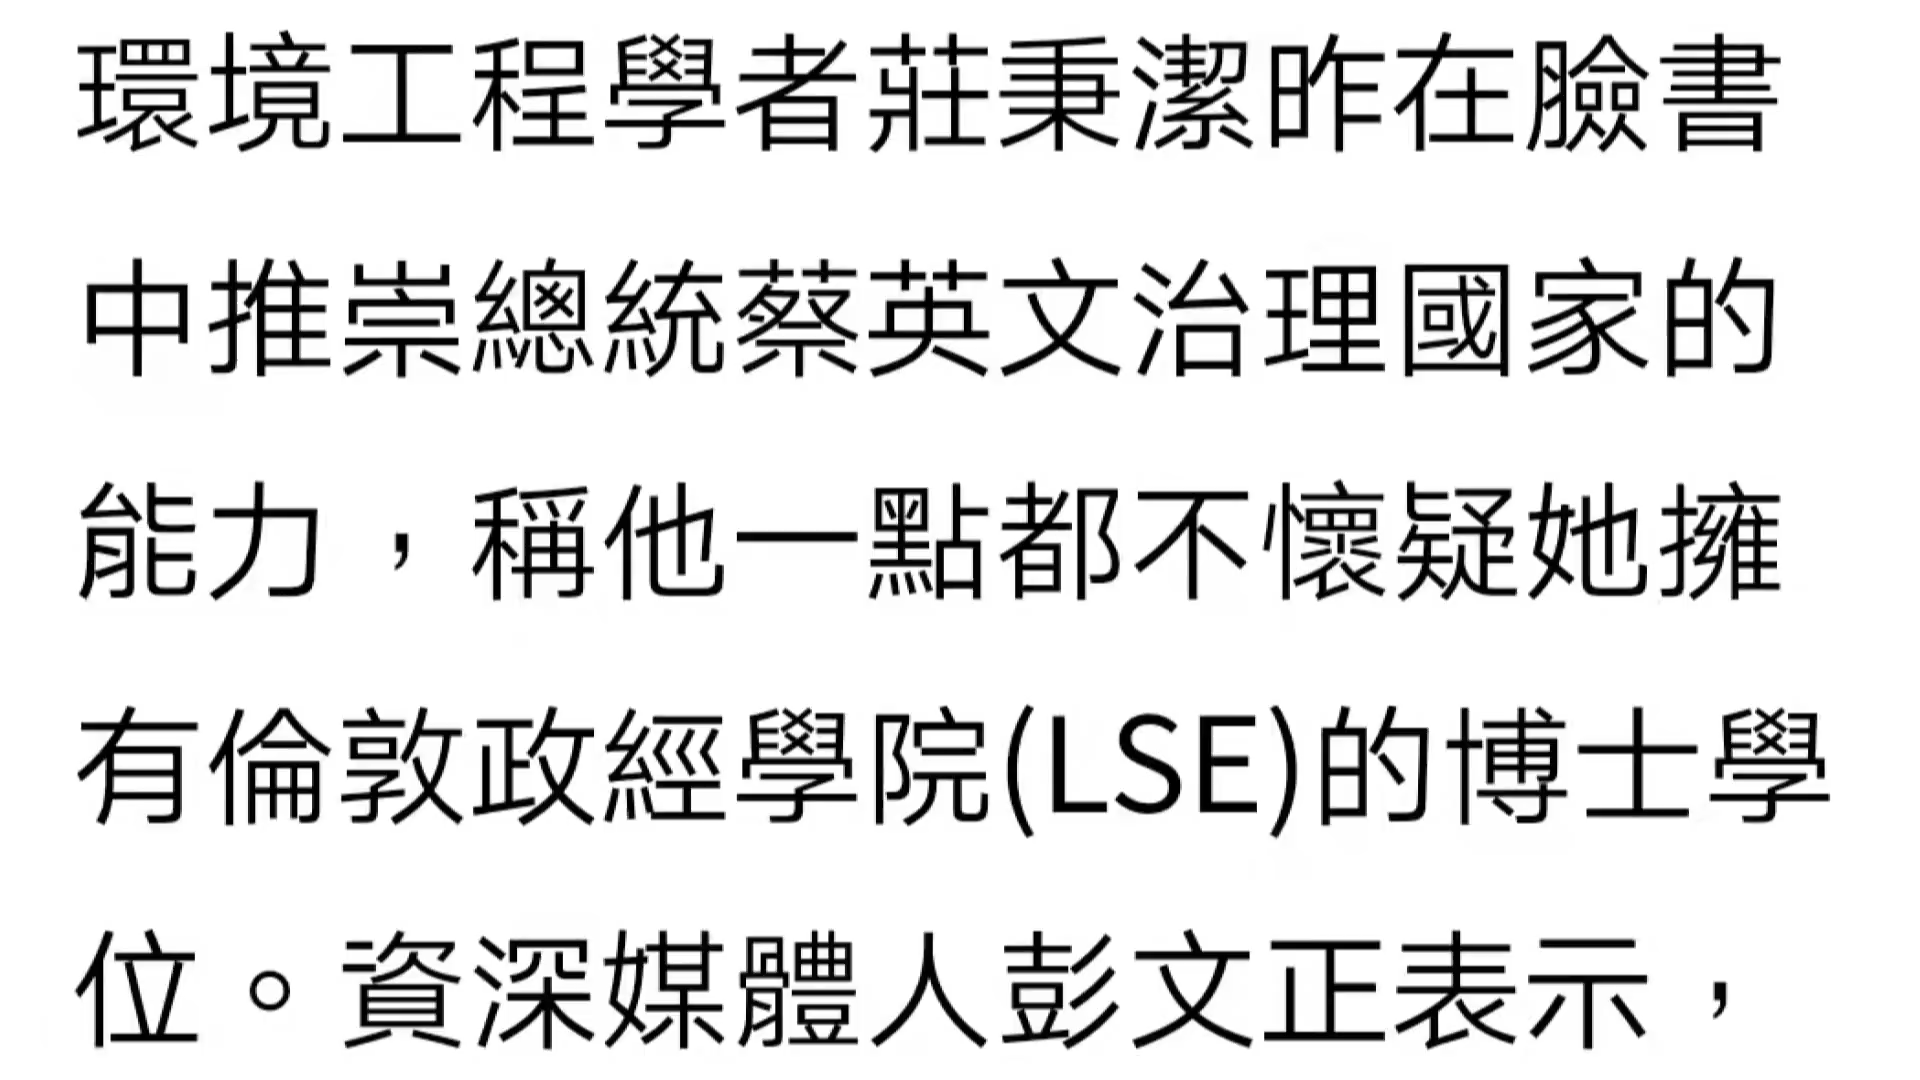 環境工程學者莊秉潔昨在臉書
中推崇總統蔡英文治理國家的
能力，稱他一點都不懷疑她擁
有倫敦政經學院(LSE)的博士學
位。資深媒體人彭文正表示，